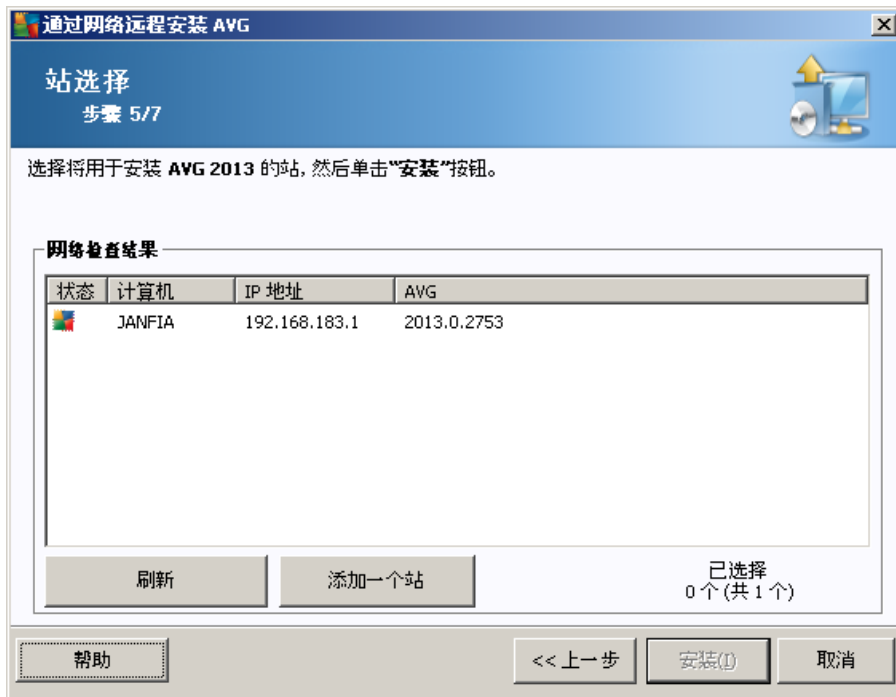 通过网络远程安装 AVG
站选择
步骤 5/7
选择将用于安装 AVG 2013 的站, 然后单击"安装"按钮。
网络检查结果
状态 计算机 IP 地址 AVG
JANFIA 192.168.183.1 2013.0.2753
刷新 添加一个站 已选择
0 个 (共 1 个)
帮助 << 上一步 安装(I) 取消